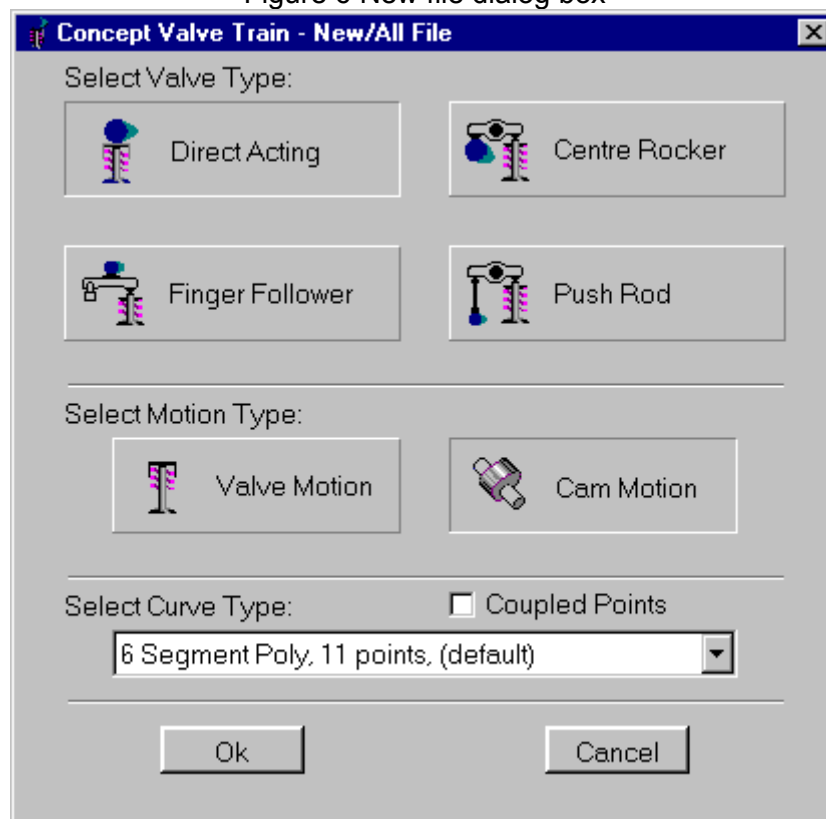 Figure 6 New file dialog box
Concept Valve Train - New/All File
Select Valve Type:
Direct Acting
Centre Rocker
Finger Follower
Push Rod
Select Motion Type:
Valve Motion
Cam Motion
Select Curve Type:
Coupled Points
6 Segment Poly, 11 points, (default)
Ok
Cancel